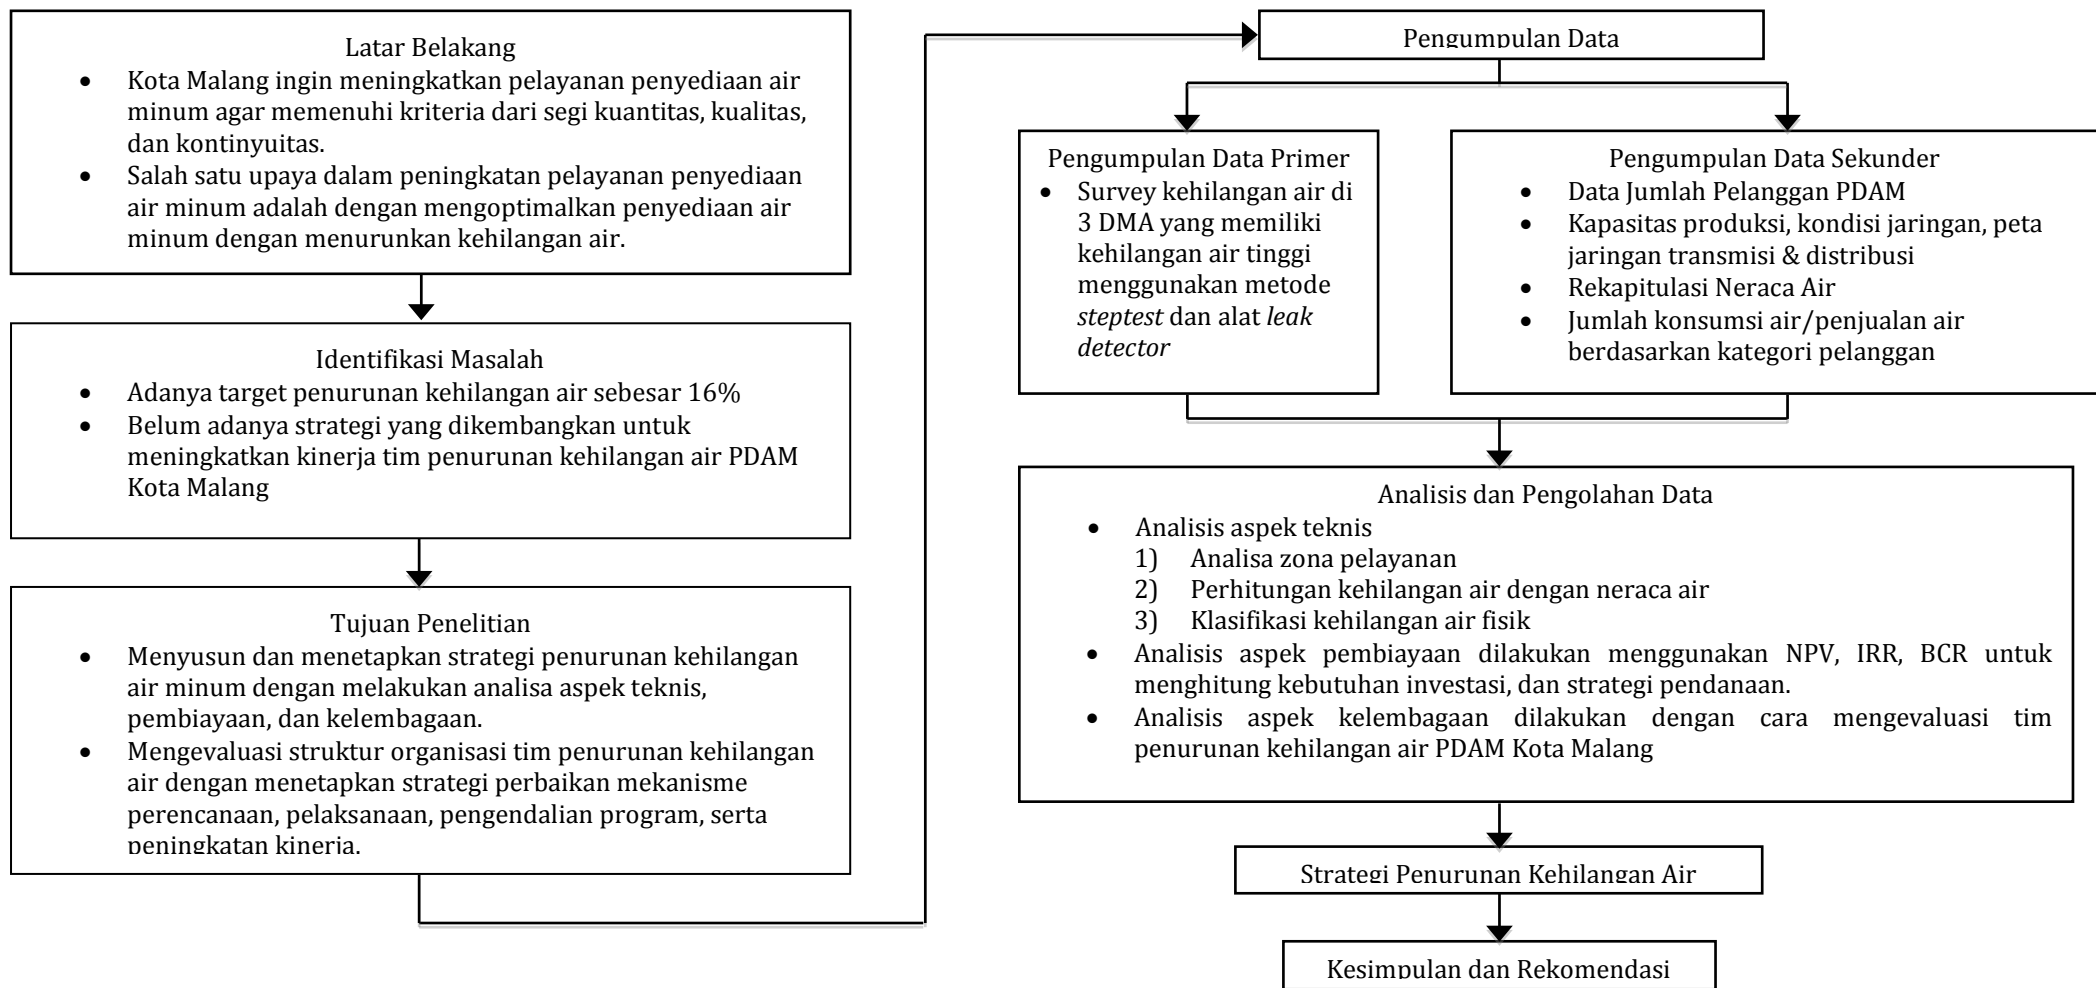 Latar Belakang
• Kota Malang ingin meningkatkan pelayanan penyediaan air
minum agar memenuhi kriteria dari segi kuantitas, kualitas,
dan kontinyuitas.
• Salah satu upaya dalam peningkatan pelayanan penyediaan
air minum adalah dengan mengoptimalkan penyediaan air
minum dengan menurunkan kehilangan air.
Identifikasi Masalah
• Adanya target penurunan kehilangan air sebesar 16%
• Belum adanya strategi yang dikembangkan untuk
meningkatkan kinerja tim penurunan kehilangan air PDAM
Kota Malang
Tujuan Penelitian
• Menyusun dan menetapkan strategi penurunan kehilangan
air minum dengan melakukan analisa aspek teknis,
pembiayaan, dan kelembagaan.
• Mengevaluasi struktur organisasi tim penurunan kehilangan
air dengan menetapkan strategi perbaikan mekanisme
perencanaan, pelaksanaan, pengendalian program, serta
peningkatan kinerja.
Pengumpulan Data
Pengumpulan Data Primer
• Survey kehilangan air di
3 DMA yang memiliki
kehilangan air tinggi
menggunakan metode
steptest dan alat leak
detector
Pengumpulan Data Sekunder
• Data Jumlah Pelanggan PDAM
• Kapasitas produksi, kondisi jaringan, peta
jaringan transmisi & distribusi
• Rekapitulasi Neraca Air
• Jumlah konsumsi air/penjualan air
berdasarkan kategori pelanggan
Analisis dan Pengolahan Data
• Analisis aspek teknis
1) Analisa zona pelayanan
2) Perhitungan kehilangan air dengan neraca air
3) Klasifikasi kehilangan air fisik
• Analisis aspek pembiayaan dilakukan menggunakan NPV, IRR, BCR untuk
menghitung kebutuhan investasi, dan strategi pendanaan.
• Analisis aspek kelembagaan dilakukan dengan cara mengevaluasi tim
penurunan kehilangan air PDAM Kota Malang
Strategi Penurunan Kehilangan Air
Kesimpulan dan Rekomendasi